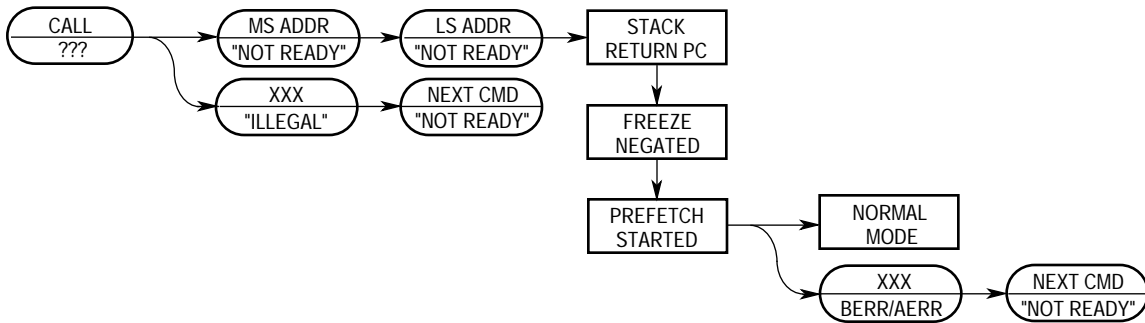 CALL
???
MS ADDR
"NOT READY"
LS ADDR
"NOT READY"
STACK
RETURN PC
XXX
"ILLEGAL"
NEXT CMD
"NOT READY"
FREEZE
NEGATED
PREFETCH
STARTED
NORMAL
MODE
XXX
BERR/AERR
NEXT CMD
"NOT READY"